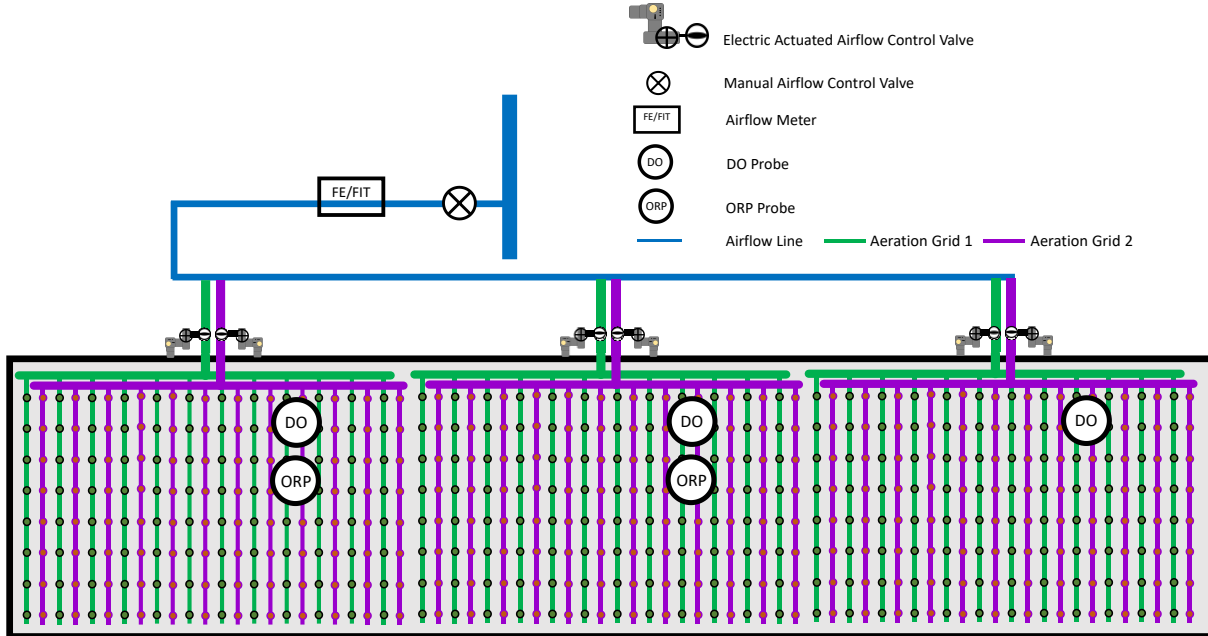 Electric Actuated Airflow Control Valve
Manual Airflow Control Valve
FE/FIT
Airflow Meter
DO
DO Probe
ORP
ORP Probe
Airflow Line
Aeration Grid 1
Aeration Grid 2
FE/FIT
DO
DO
DO
ORP
ORP